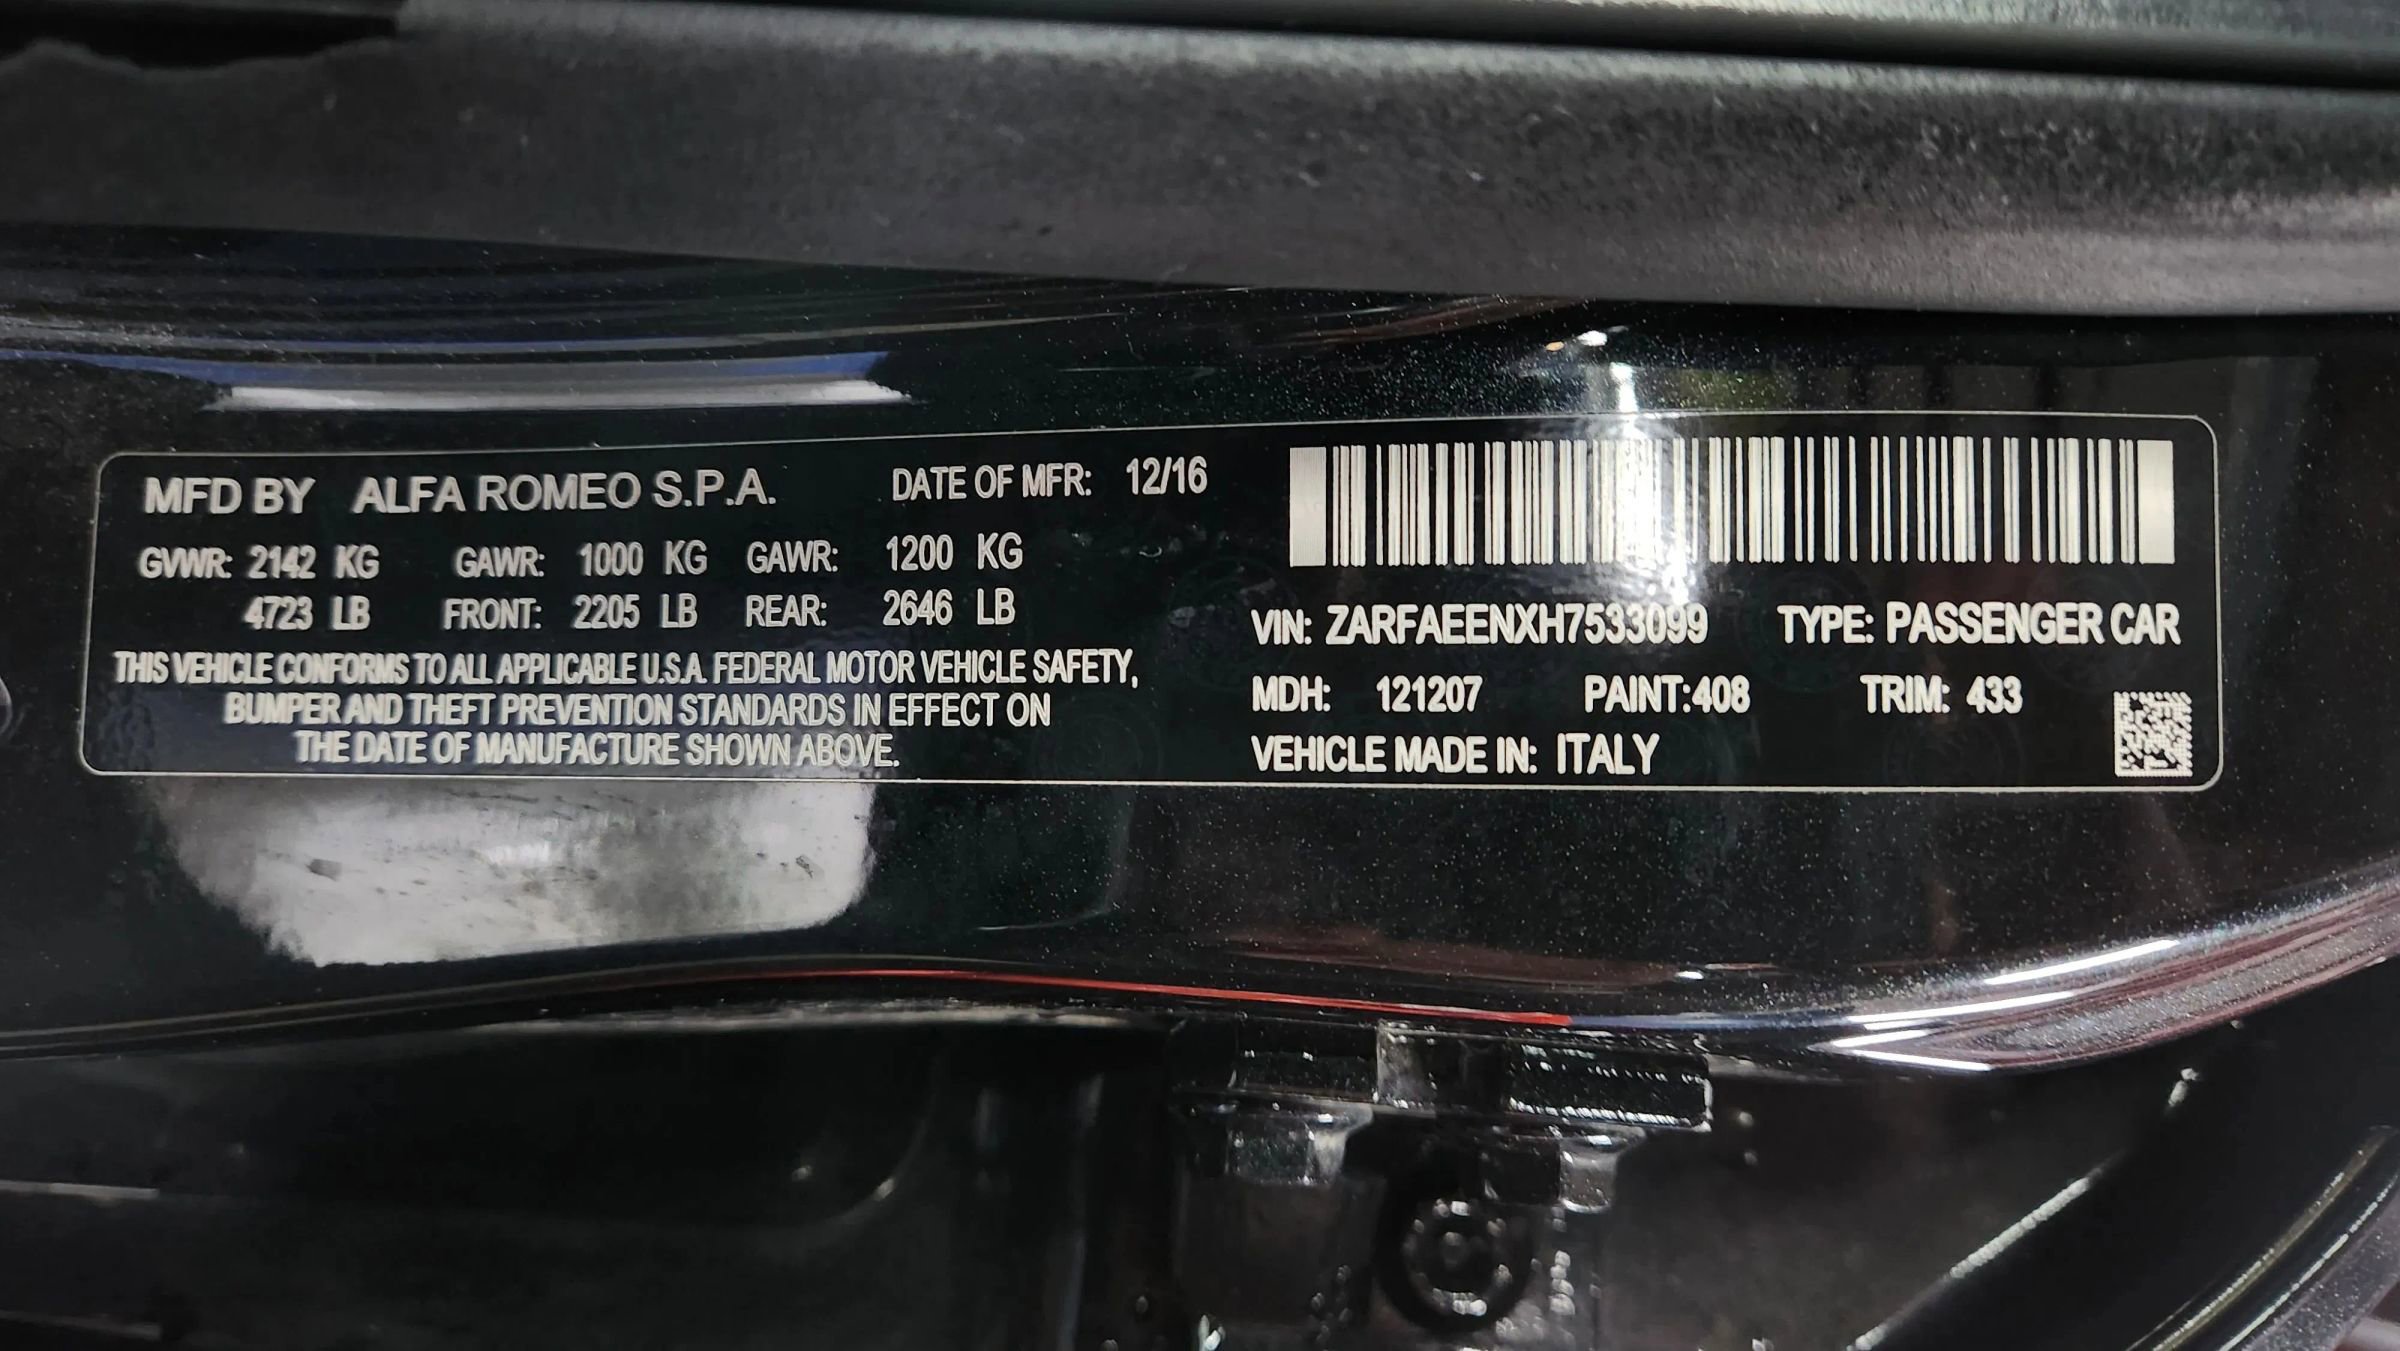 MFD BY ALFA ROMEO S.P.A. DATE OF MFR: 12/16
GVWR: 2142 KG GAWR: 1000 KG GAWR: 1200 KG
4723 LB FRONT: 2205 LB REAR: 2646 LB
THIS VEHICLE CONFORMS TO ALL APPLICABLE U.S.A. FEDERAL MOTOR VEHICLE SAFETY,
BUMPER AND THEFT PREVENTION STANDARDS IN EFFECT ON
THE DATE OF MANUFACTURE SHOWN ABOVE.
VIN: ZARFAEENXH7533099 TYPE: PASSENGER CAR
MDH: 121207 PAINT:408 TRIM: 433
VEHICLE MADE IN: ITALY